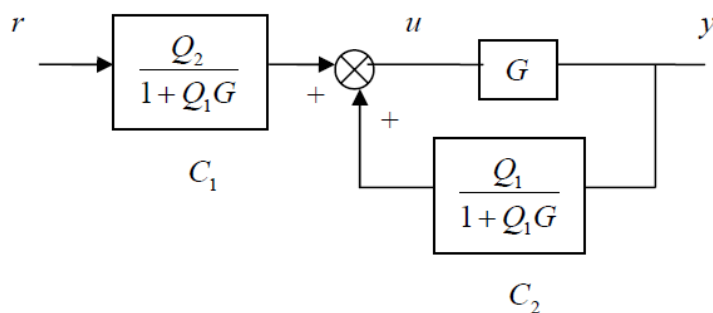 r
u
y
Q₂
1 + Q₁G
+
G
+
C₁
Q₁
1 + Q₁G
C₂